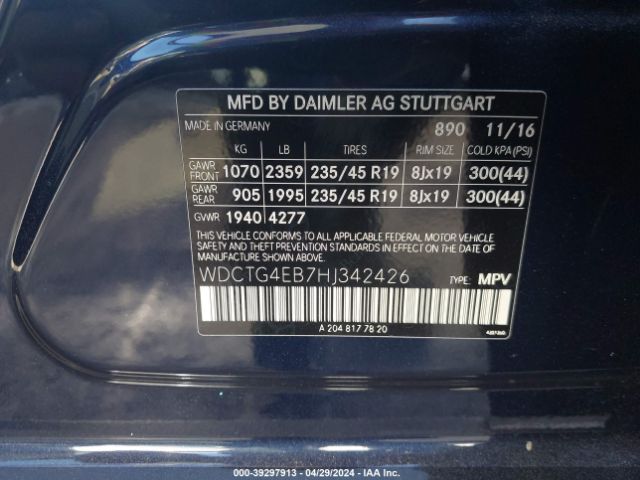 MFD BY DAIMLER AG STUTTGART
MADE IN GERMANY 890 11/16
KG LB TIRES RIM SIZE COLD KPA(PSI)
GAWR FRONT 1070 2359 235/45 R19 8Jx19 300(44)
GAWR REAR 905 1995 235/45 R19 8Jx19 300(44)
GVWR 1940 4277
THIS VEHICLE CONFORMS TO ALL APPLICABLE FEDERAL MOTOR VEHICLE
SAFETY BUMPER, AND THEFT PREVENTION STANDARDS IN EFFECT ON THE
DATE OF MANUFACTURE SHOWN ABOVE.
WDCTG4EB7HJ342426 TYPE: MPV
A 204 817 78 20
000-39297913 - 04/29/2024 - IAAI.COM